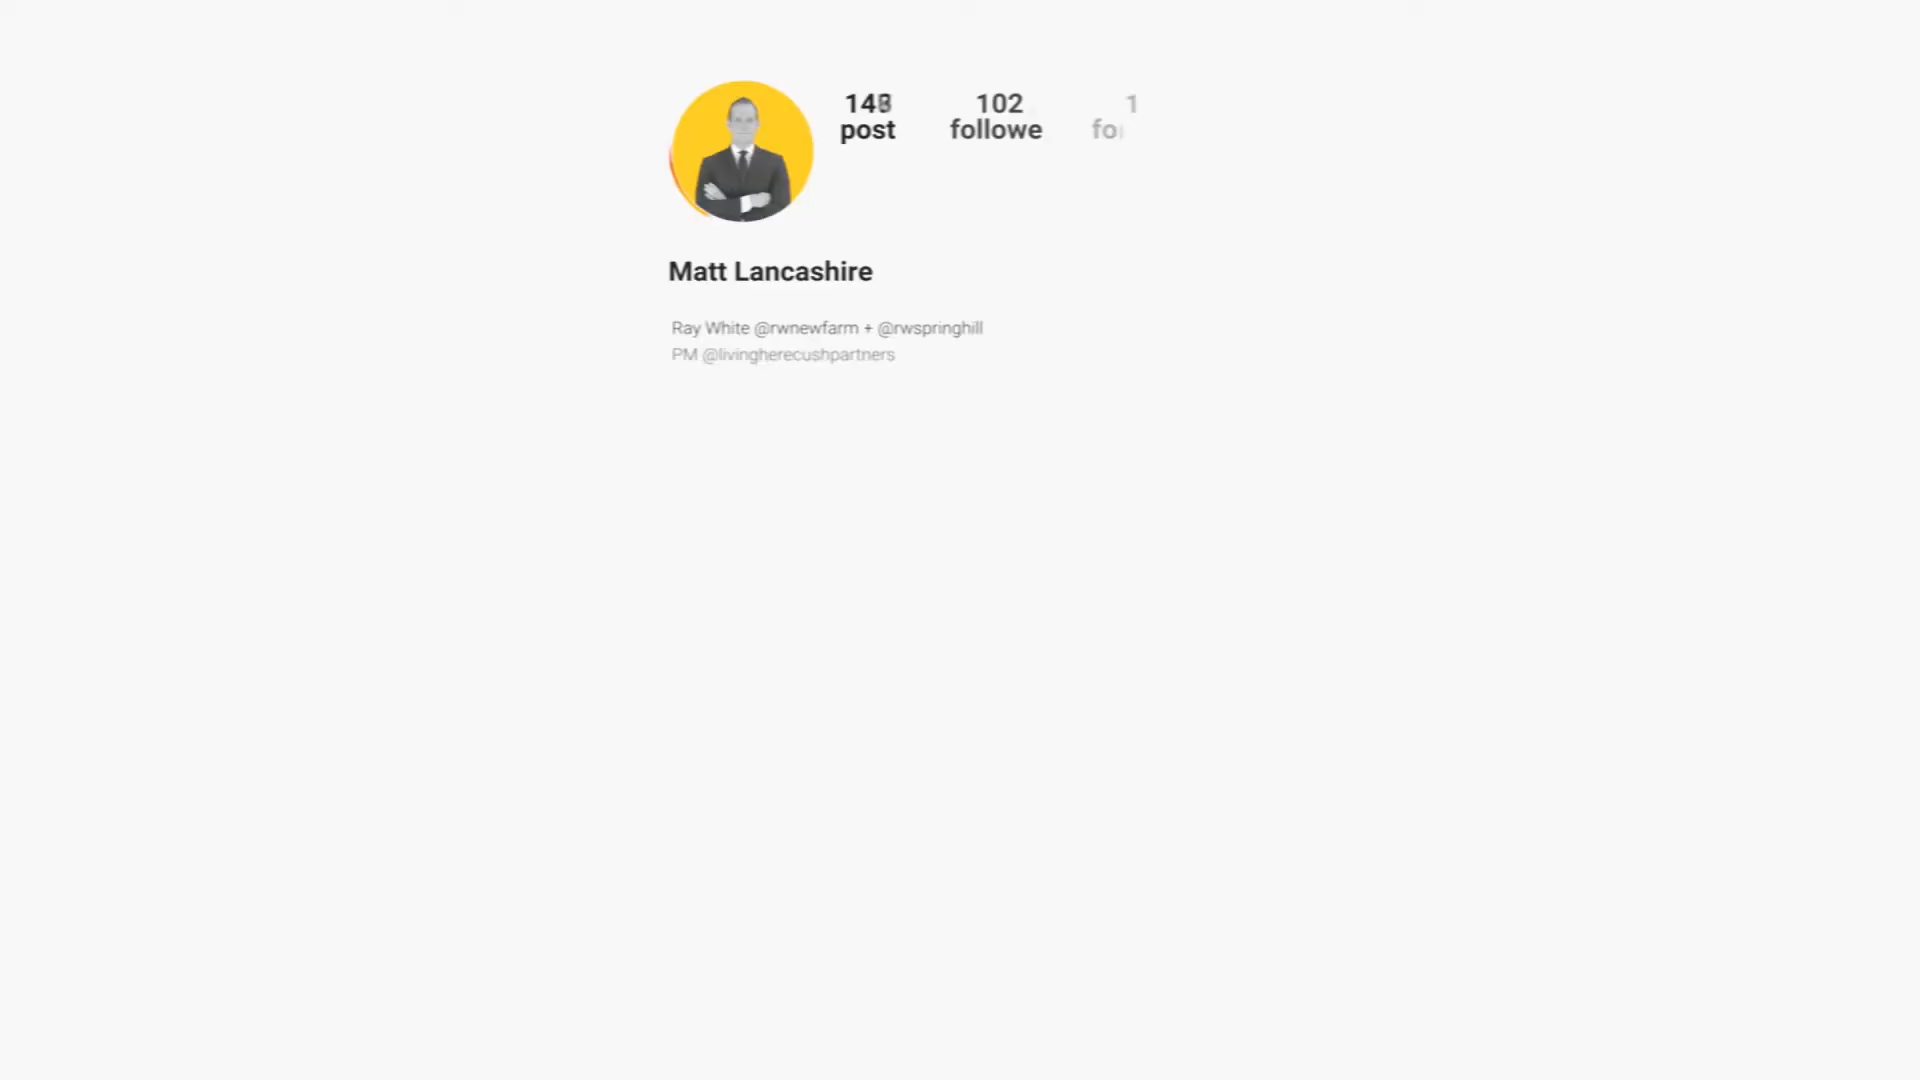 102
post followe
Matt Lancashire
Ray White @rwnewfarm + @rwspringhill
PM @livingherecushpartners